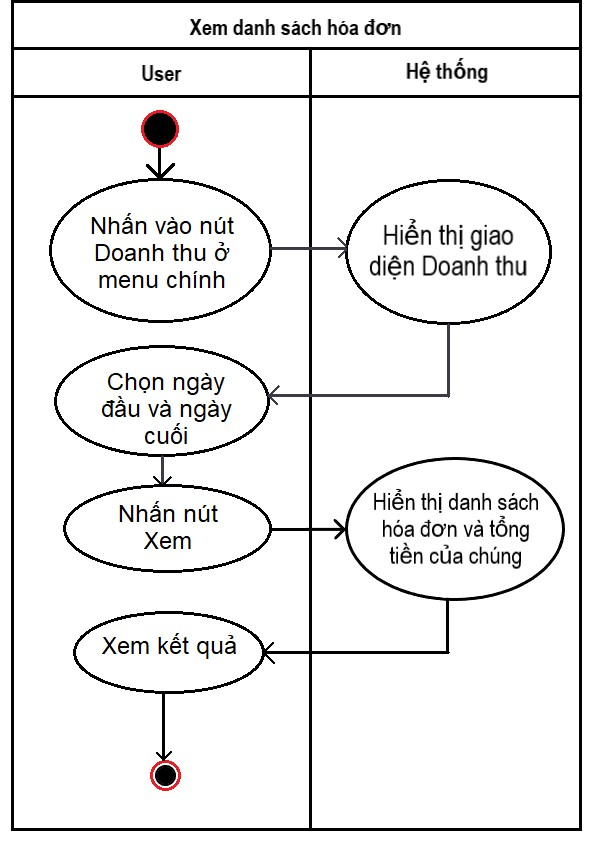 Xem danh sách hóa đơn
User
Hệ thống
Nhấn vào nút
Doanh thu ở
menu chính
Hiển thị giao
diện Doanh thu
Chọn ngày
đầu và ngày
cuối
Nhấn nút
Xem
Hiển thị danh sách
hóa đơn và tổng
tiền của chúng
Xem kết quả